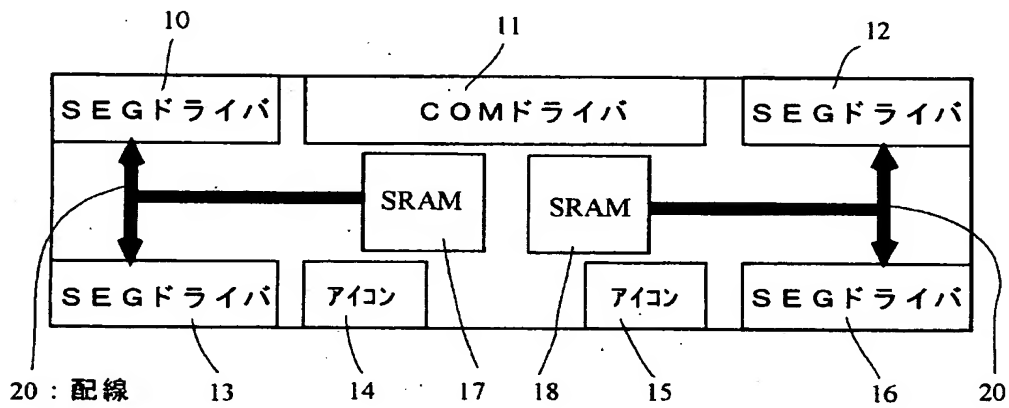 10 11 12
SEGドライバ COMドライバ SEGドライバ
SRAM SRAM
SEGドライバ アイコン アイコン SEGドライバ
20：配線 13 14 17 18 15 16 20